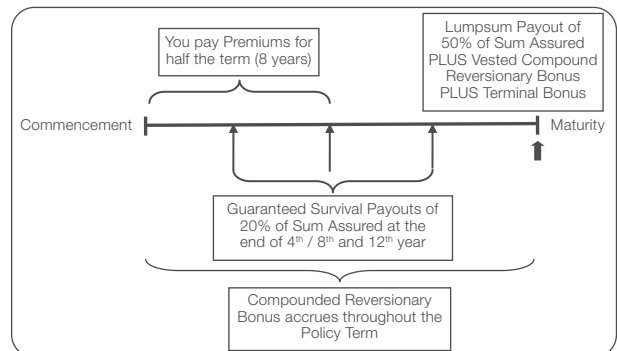 Lumpsum Payout of
50% of Sum Assured
PLUS Vested Compound
Reversionary Bonus
PLUS Terminal Bonus
You pay Premiums for
half the term (8 years)
Commencement
Maturity
Guaranteed Survival Payouts of
20% of Sum Assured at the
end of 4th / 8th and 12th year
Compounded Reversionary
Bonus accrues throughout the
Policy Term